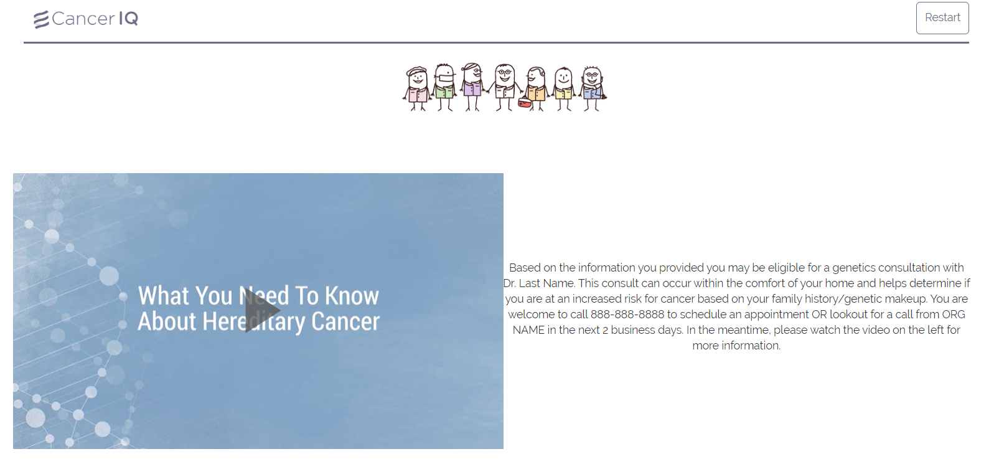 CancerIQ
Restart
What You Need To Know
About Hereditary Cancer
Based on the information you provided you may be eligible for a genetics consultation with
Dr. Last Name. This consult can occur within the comfort of your home and helps determine if
you are at an increased risk for cancer based on your family history/genetic makeup. You are
welcome to call 888-888-8888 to schedule an appointment OR lookout for a call from ORG
NAME in the next 2 business days. In the meantime, please watch the video on the left for
more information.